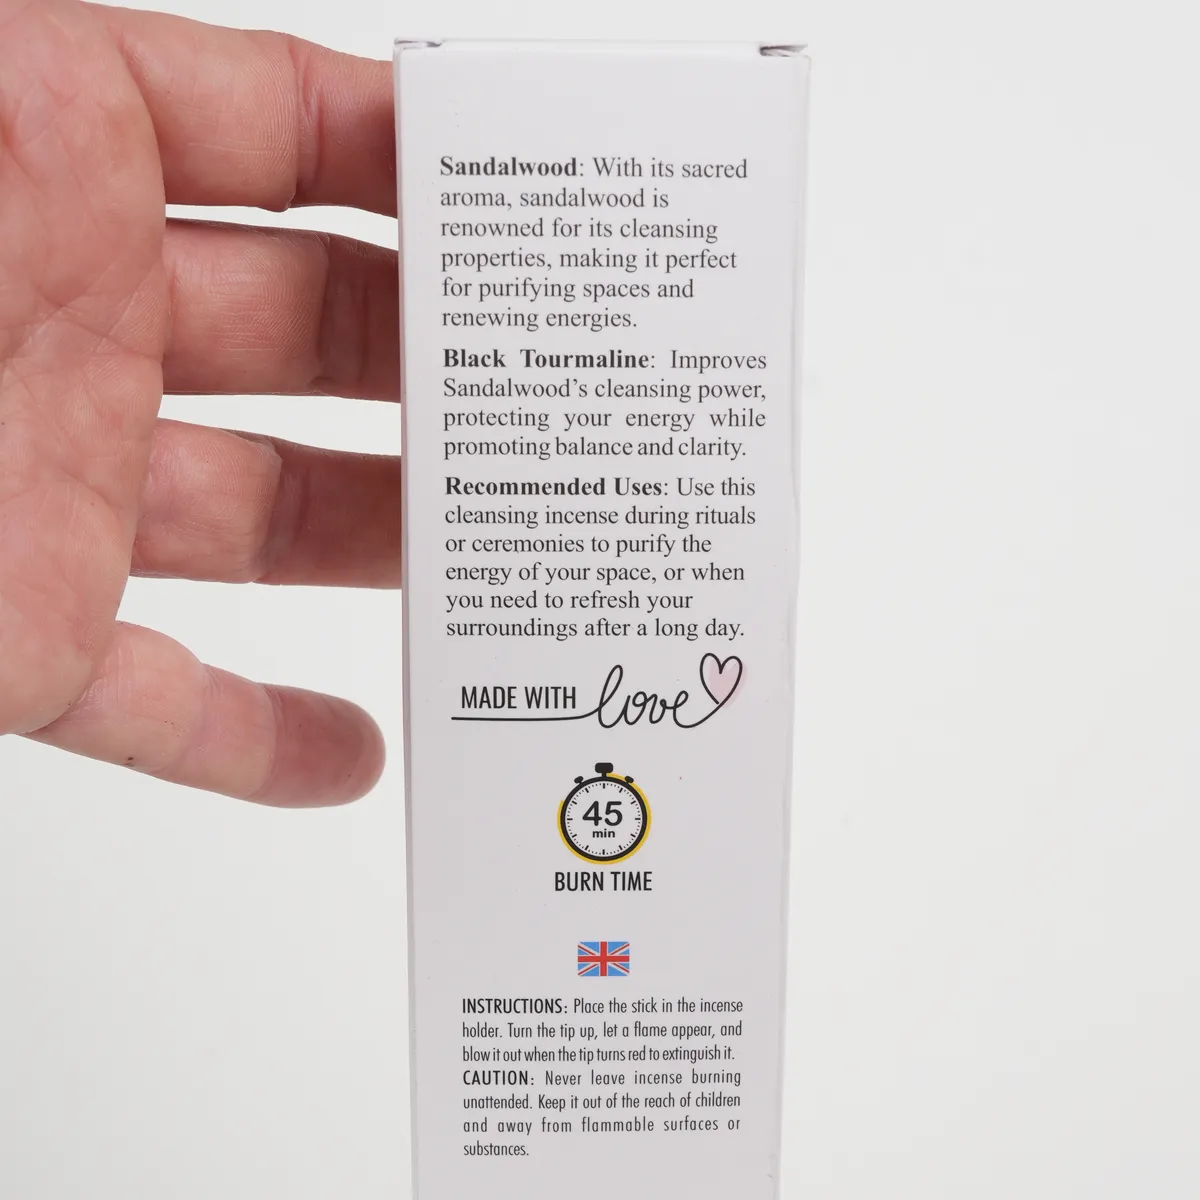 Sandalwood: With its sacred
aroma, sandalwood is
renowned for its cleansing
properties, making it perfect
for purifying spaces and
renewing energies.
Black Tourmaline: Improves
Sandalwood’s cleansing power,
protecting your energy while
promoting balance and clarity.
Recommended Uses: Use this
cleansing incense during rituals
or ceremonies to purify the
energy of your space, or when
you need to refresh your
surroundings after a long day.
MADE WITH love
45
min
BURN TIME
INSTRUCTIONS: Place the stick in the incense
holder. Turn the tip up, let a flame appear, and
blow it out when the tip turns red to extinguish it.
CAUTION: Never leave incense burning
unattended. Keep it out of the reach of children
and away from flammable surfaces or
substances.